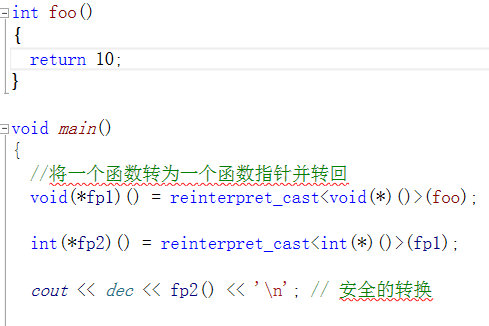 int foo()
{
return 10;
}
void main()
{
//将一个函数转为一个函数指针并转回
void(*fp1)() = reinterpret_cast<void(*)()>(foo);
int(*fp2)() = reinterpret_cast<int(*)()>(fp1);
cout << dec << fp2() << '\n'; // 安全的转换